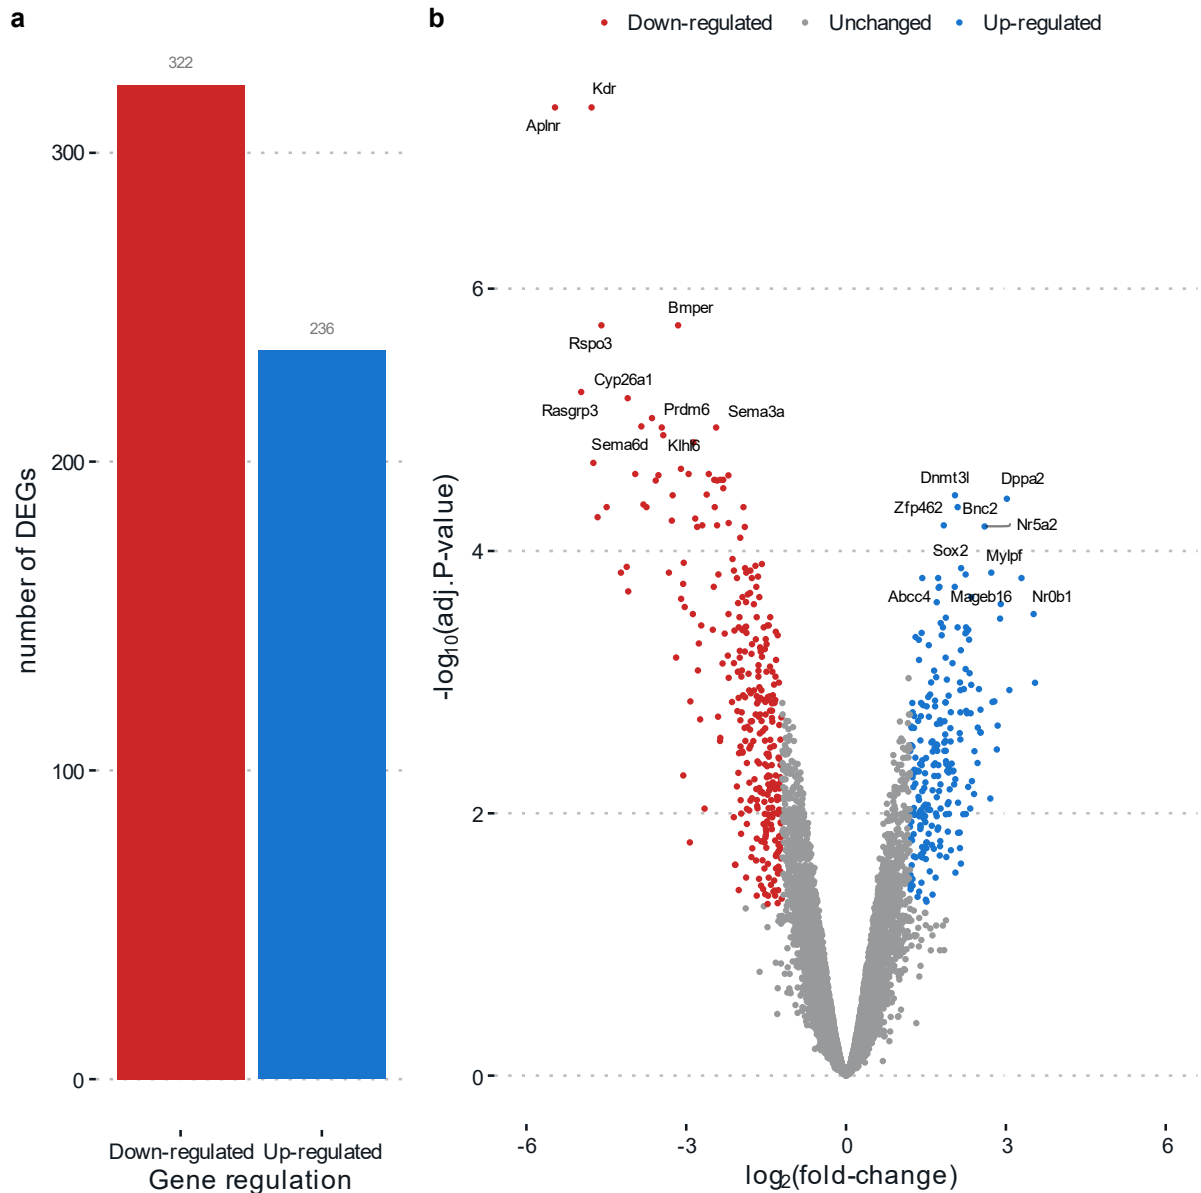 a
322
236
300
200
100
0
number of DEGs
Down-regulated Up-regulated
Gene regulation
b
Down-regulated Unchanged Up-regulated
Kdr
Aplnr
Bmper
Rspo3
Cyp26a1
Rasgrp3 Prdm6 Sema3a
Sema6d Klhl6
Dnmt3l Dppa2
Zfp462 Bnc2
Nr5a2
Sox2 Mylpf
Abcc4 Mageb16 Nr0b1
6
4
2
0
-log10(adj.P-value)
-6 -3 0 3 6
log2(fold-change)